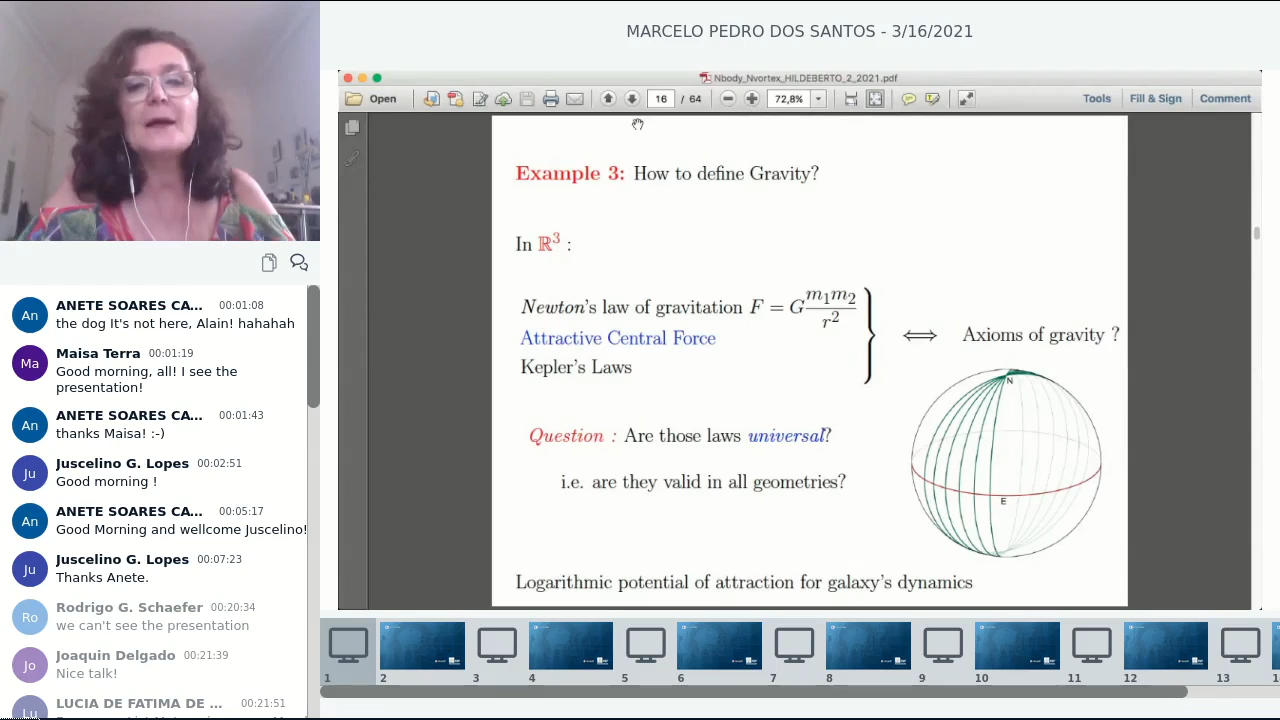 MARCELO PEDRO DOS SANTOS - 3/16/2021
Nbody_Nvortex_HILDEBERTO_2_2021.pdf
Open
16 / 64
72,8%
Tools Fill & Sign Comment
Example 3: How to define Gravity?
In ℝ³ :
Newton's law of gravitation F = G m₁m₂ / r²
Attractive Central Force
Kepler's Laws
⟺ Axioms of gravity ?
N
E
Question : Are those laws universal?
i.e. are they valid in all geometries?
Logarithmic potential of attraction for galaxy's dynamics
An ANETE SOARES CA... 00:01:08
the dog It's not here, Alain! hahahah
Ma Maisa Terra 00:01:19
Good morning, all! I see the
presentation!
An ANETE SOARES CA... 00:01:43
thanks Maisa! :-)
Ju Juscelino G. Lopes 00:02:51
Good morning !
An ANETE SOARES CA... 00:05:17
Good Morning and wellcome Juscelino!
Ju Juscelino G. Lopes 00:07:23
Thanks Anete.
Ro Rodrigo G. Schaefer 00:20:34
we can't see the presentation
Jo Joaquin Delgado 00:21:39
Nice talk!
Lu LUCIA DE FATIMA DE ... 00:21:51
1 2 3 4 5 6 7 8 9 10 11 12 13